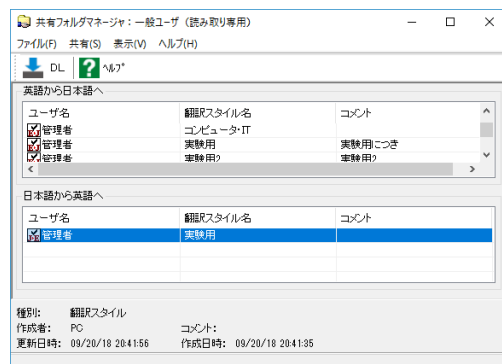 共有フォルダマネージャ：一般ユーザ（読み取り専用）
ファイル(F) 共有(S) 表示(V) ヘルプ(H)
DL ? ﾍﾙﾌﾟ
英語から日本語へ
ユーザ名 翻訳スタイル名 コメント
管理者 コンピュータ・IT
管理者 実験用 実験用につき
管理者 実験用2 実験用2
日本語から英語へ
ユーザ名 翻訳スタイル名 コメント
管理者 実験用
種別: 翻訳スタイル
作成者: PC コメント:
更新日時: 09/20/18 20:41:56 作成日時: 09/20/18 20:41:35